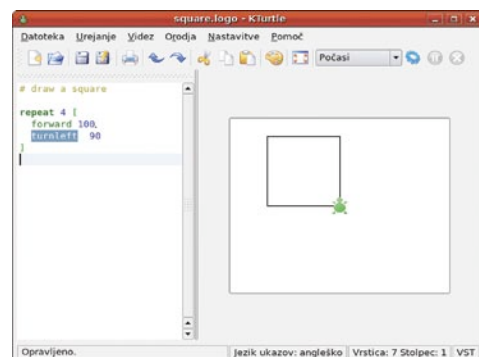 square.logo - KTurtle
Datoteka Urejanje Videz Orodja Nastavitve Pomoč
Počasi
# draw a square
repeat 4 [
forward 100,
turnleft 90
]
Opravljeno. Jezik ukazov: angleško Vrstica: 7 Stolpec: 1 VST